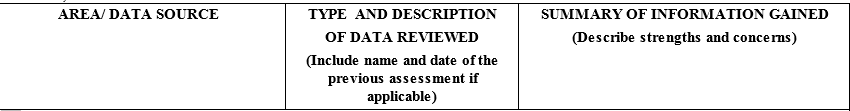 AREA/ DATA SOURCE
TYPE AND DESCRIPTION
OF DATA REVIEWED
(Include name and date of the
previous assessment if
applicable)
SUMMARY OF INFORMATION GAINED
(Describe strengths and concerns)